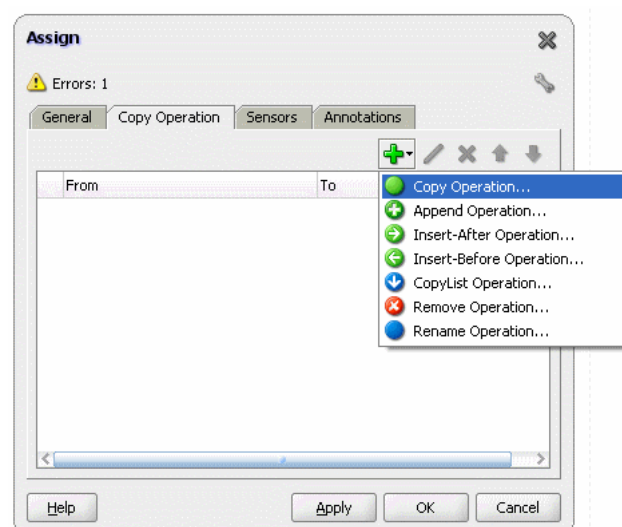 Assign
Errors: 1
General Copy Operation Sensors Annotations
From To
Copy Operation...
Append Operation...
Insert-After Operation...
Insert-Before Operation...
CopyList Operation...
Remove Operation...
Rename Operation...
Help Apply OK Cancel